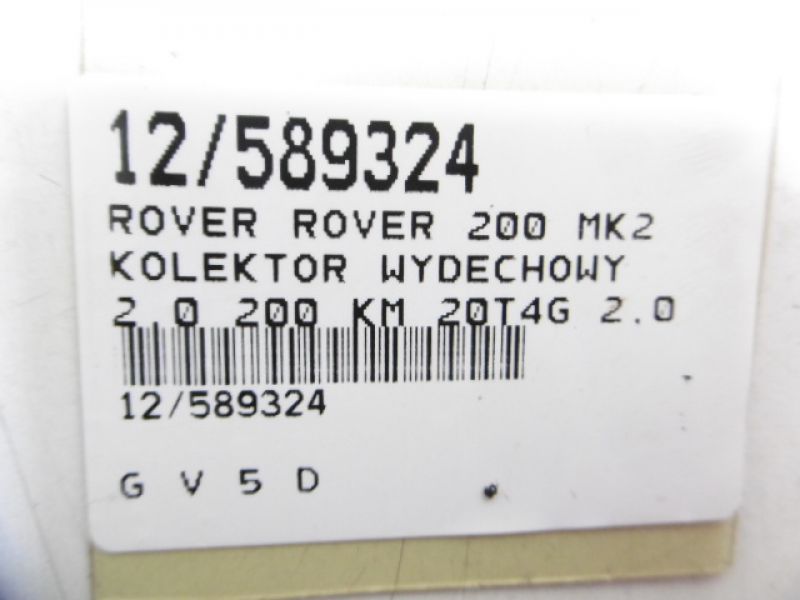 12/589324
ROVER ROVER 200 MK2
KOLEKTOR WYDECHOWY
2.0 200 KM 20T4G 2.0
12/589324
G V 5 D